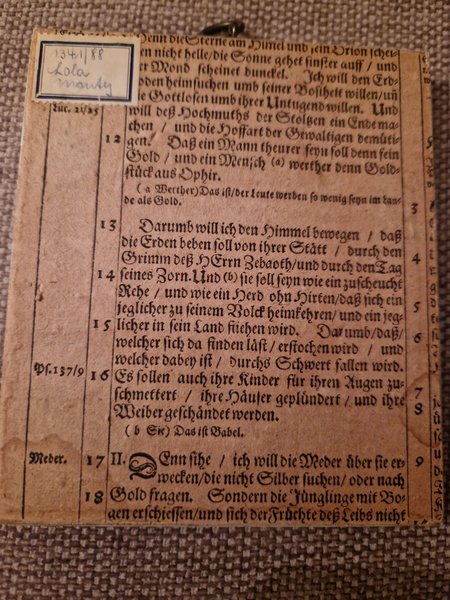 1341/88
Lola
Montez
Denn die Sterne am Himel und sein Orion schei-
nen nicht helle/die Sonne gehet finster auff / und
der Mond scheinet dunckel. Ich will den Erd-
boden heimsuchen umb seiner Boßheit willen/uñ
die Gottlosen umb ihrer Untugend willen. Und
Luc. 21/25
will deß Hochmuths der Stoltzen ein Ende ma-
chen / und die Hoffart der Gewaltigen demüti-
12 gen. Daß ein Mann theurer seyn soll denn fein
Gold / und ein Mensch (a) werther denn Gold-
stück aus Ophir.
( a Werther) Das ist/der Leute werden so wenig seyn im Lan-
de als Gold.
3
13 Darumb will ich den Himmel bewegen / daß
die Erden beben soll von ihrer Stätt / durch den
4
Grimm deß HErrn Zebaoth/und durch den Tag
14 seines Zorn. Und (b) sie soll seyn wie ein zuscheucht
Rehe / und wie ein Herd ohn Hirten/daß sich ein
5
jeglicher zu seinem Volck heimkehren/ und ein jeg-
15 licher in sein Land fliehen wird. Darumb/daß/
welcher sich da finden läst/ erstochen wird / und
6
welcher dabey ist / durchs Schwert fallen wird.
Ps. 137/9 16 Es sollen auch ihre Kinder für ihren Augen zu-
7
schmettert / ihre Häuser geplündert / und ihre
8
Weiber geschändet werden.
( b Sie) Das ist Babel.
Meder. 17 II. Denn sihe / ich will die Meder über sie er-
9
wecken/die nicht Silber suchen/ oder nach
18 Gold fragen. Sondern die Jünglinge mit Bo-
gen erschiessen/und sich der Früchte deß Leibs nicht